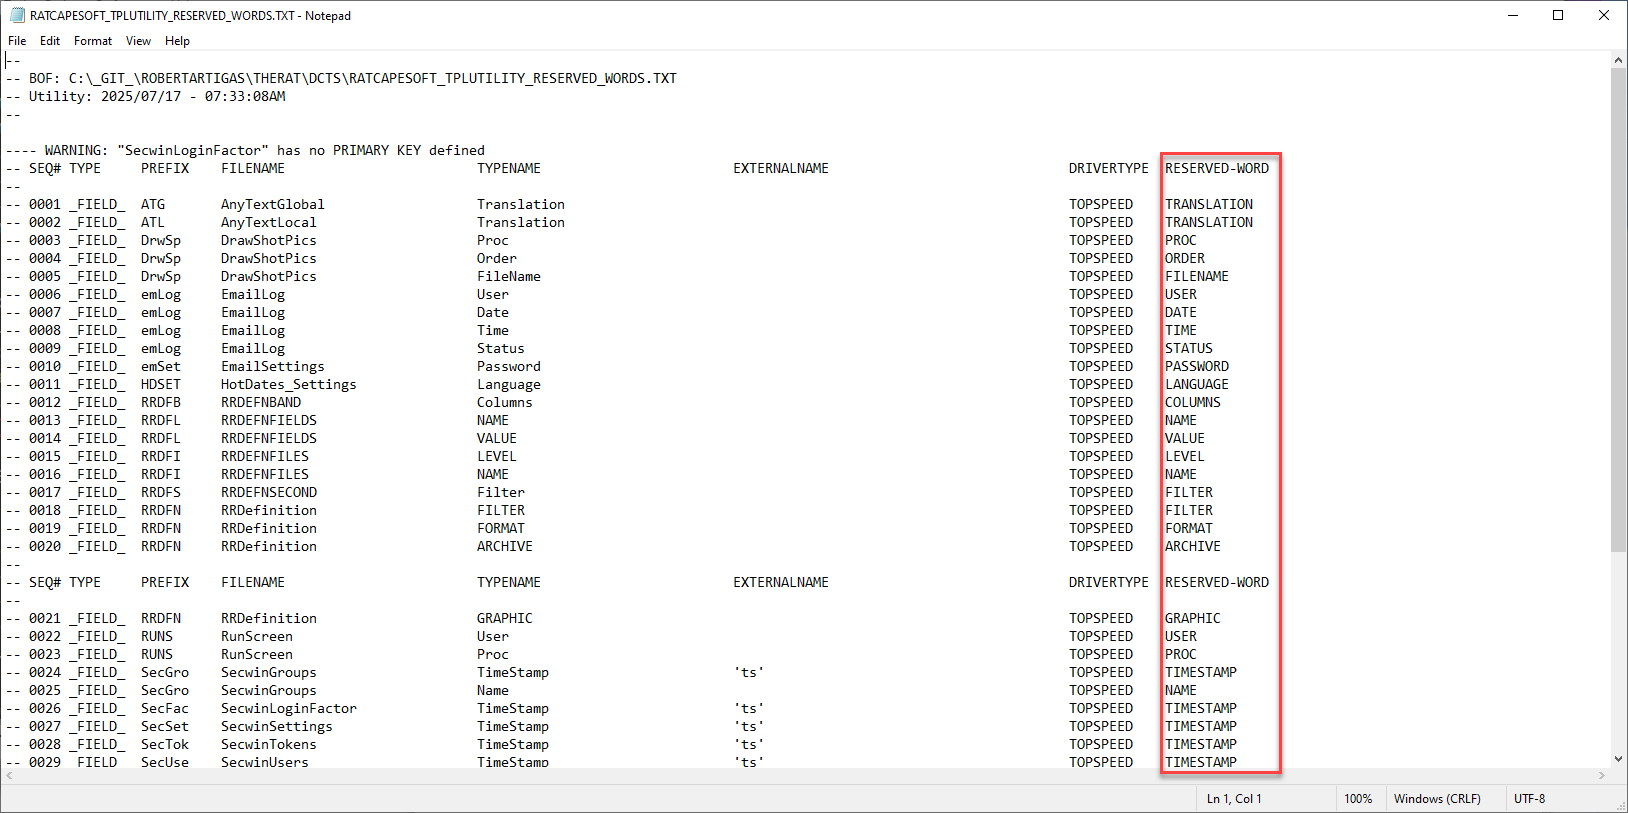 RATCAPESOFT_TPLUTILITY_RESERVED_WORDS.TXT - Notepad
File Edit Format View Help
--
-- BOF: C:\_GIT_\ROBERTARTIGAS\THERAT\DCTS\RATCAPESOFT_TPLUTILITY_RESERVED_WORDS.TXT
-- Utility: 2025/07/17 - 07:33:08AM
--
---- WARNING: "SecwinLoginFactor" has no PRIMARY KEY defined
-- SEQ# TYPE PREFIX FILENAME TYPENAME EXTERNALNAME DRIVERTYPE RESERVED-WORD
--
-- 0001 _FIELD_ ATG AnyTextGlobal Translation TOPSPEED TRANSLATION
-- 0002 _FIELD_ ATL AnyTextLocal Translation TOPSPEED TRANSLATION
-- 0003 _FIELD_ DrwSp DrawShotPics Proc TOPSPEED PROC
-- 0004 _FIELD_ DrwSp DrawShotPics Order TOPSPEED ORDER
-- 0005 _FIELD_ DrwSp DrawShotPics FileName TOPSPEED FILENAME
-- 0006 _FIELD_ emLog EmailLog User TOPSPEED USER
-- 0007 _FIELD_ emLog EmailLog Date TOPSPEED DATE
-- 0008 _FIELD_ emLog EmailLog Time TOPSPEED TIME
-- 0009 _FIELD_ emLog EmailLog Status TOPSPEED STATUS
-- 0010 _FIELD_ emSet EmailSettings Password TOPSPEED PASSWORD
-- 0011 _FIELD_ HDSET HotDates_Settings Language TOPSPEED LANGUAGE
-- 0012 _FIELD_ RRDFB RRDEFNBAND Columns TOPSPEED COLUMNS
-- 0013 _FIELD_ RRDFL RRDEFNFIELDS NAME TOPSPEED NAME
-- 0014 _FIELD_ RRDFL RRDEFNFIELDS VALUE TOPSPEED VALUE
-- 0015 _FIELD_ RRDFI RRDEFNFILES LEVEL TOPSPEED LEVEL
-- 0016 _FIELD_ RRDFI RRDEFNFILES NAME TOPSPEED NAME
-- 0017 _FIELD_ RRDFS RRDEFNSECOND Filter TOPSPEED FILTER
-- 0018 _FIELD_ RRDFN RRDefinition FILTER TOPSPEED FILTER
-- 0019 _FIELD_ RRDFN RRDefinition FORMAT TOPSPEED FORMAT
-- 0020 _FIELD_ RRDFN RRDefinition ARCHIVE TOPSPEED ARCHIVE
--
-- SEQ# TYPE PREFIX FILENAME TYPENAME EXTERNALNAME DRIVERTYPE RESERVED-WORD
--
-- 0021 _FIELD_ RRDFN RRDefinition GRAPHIC TOPSPEED GRAPHIC
-- 0022 _FIELD_ RUNS RunScreen User TOPSPEED USER
-- 0023 _FIELD_ RUNS RunScreen Proc TOPSPEED PROC
-- 0024 _FIELD_ SecGro SecwinGroups TimeStamp 'ts' TOPSPEED TIMESTAMP
-- 0025 _FIELD_ SecGro SecwinGroups Name TOPSPEED NAME
-- 0026 _FIELD_ SecFac SecwinLoginFactor TimeStamp 'ts' TOPSPEED TIMESTAMP
-- 0027 _FIELD_ SecSet SecwinSettings TimeStamp 'ts' TOPSPEED TIMESTAMP
-- 0028 _FIELD_ SecTok SecwinTokens TimeStamp 'ts' TOPSPEED TIMESTAMP
-- 0029 _FIELD_ SecUse SecwinUsers TimeStamp 'ts' TOPSPEED TIMESTAMP
Ln 1, Col 1 100% Windows (CRLF) UTF-8